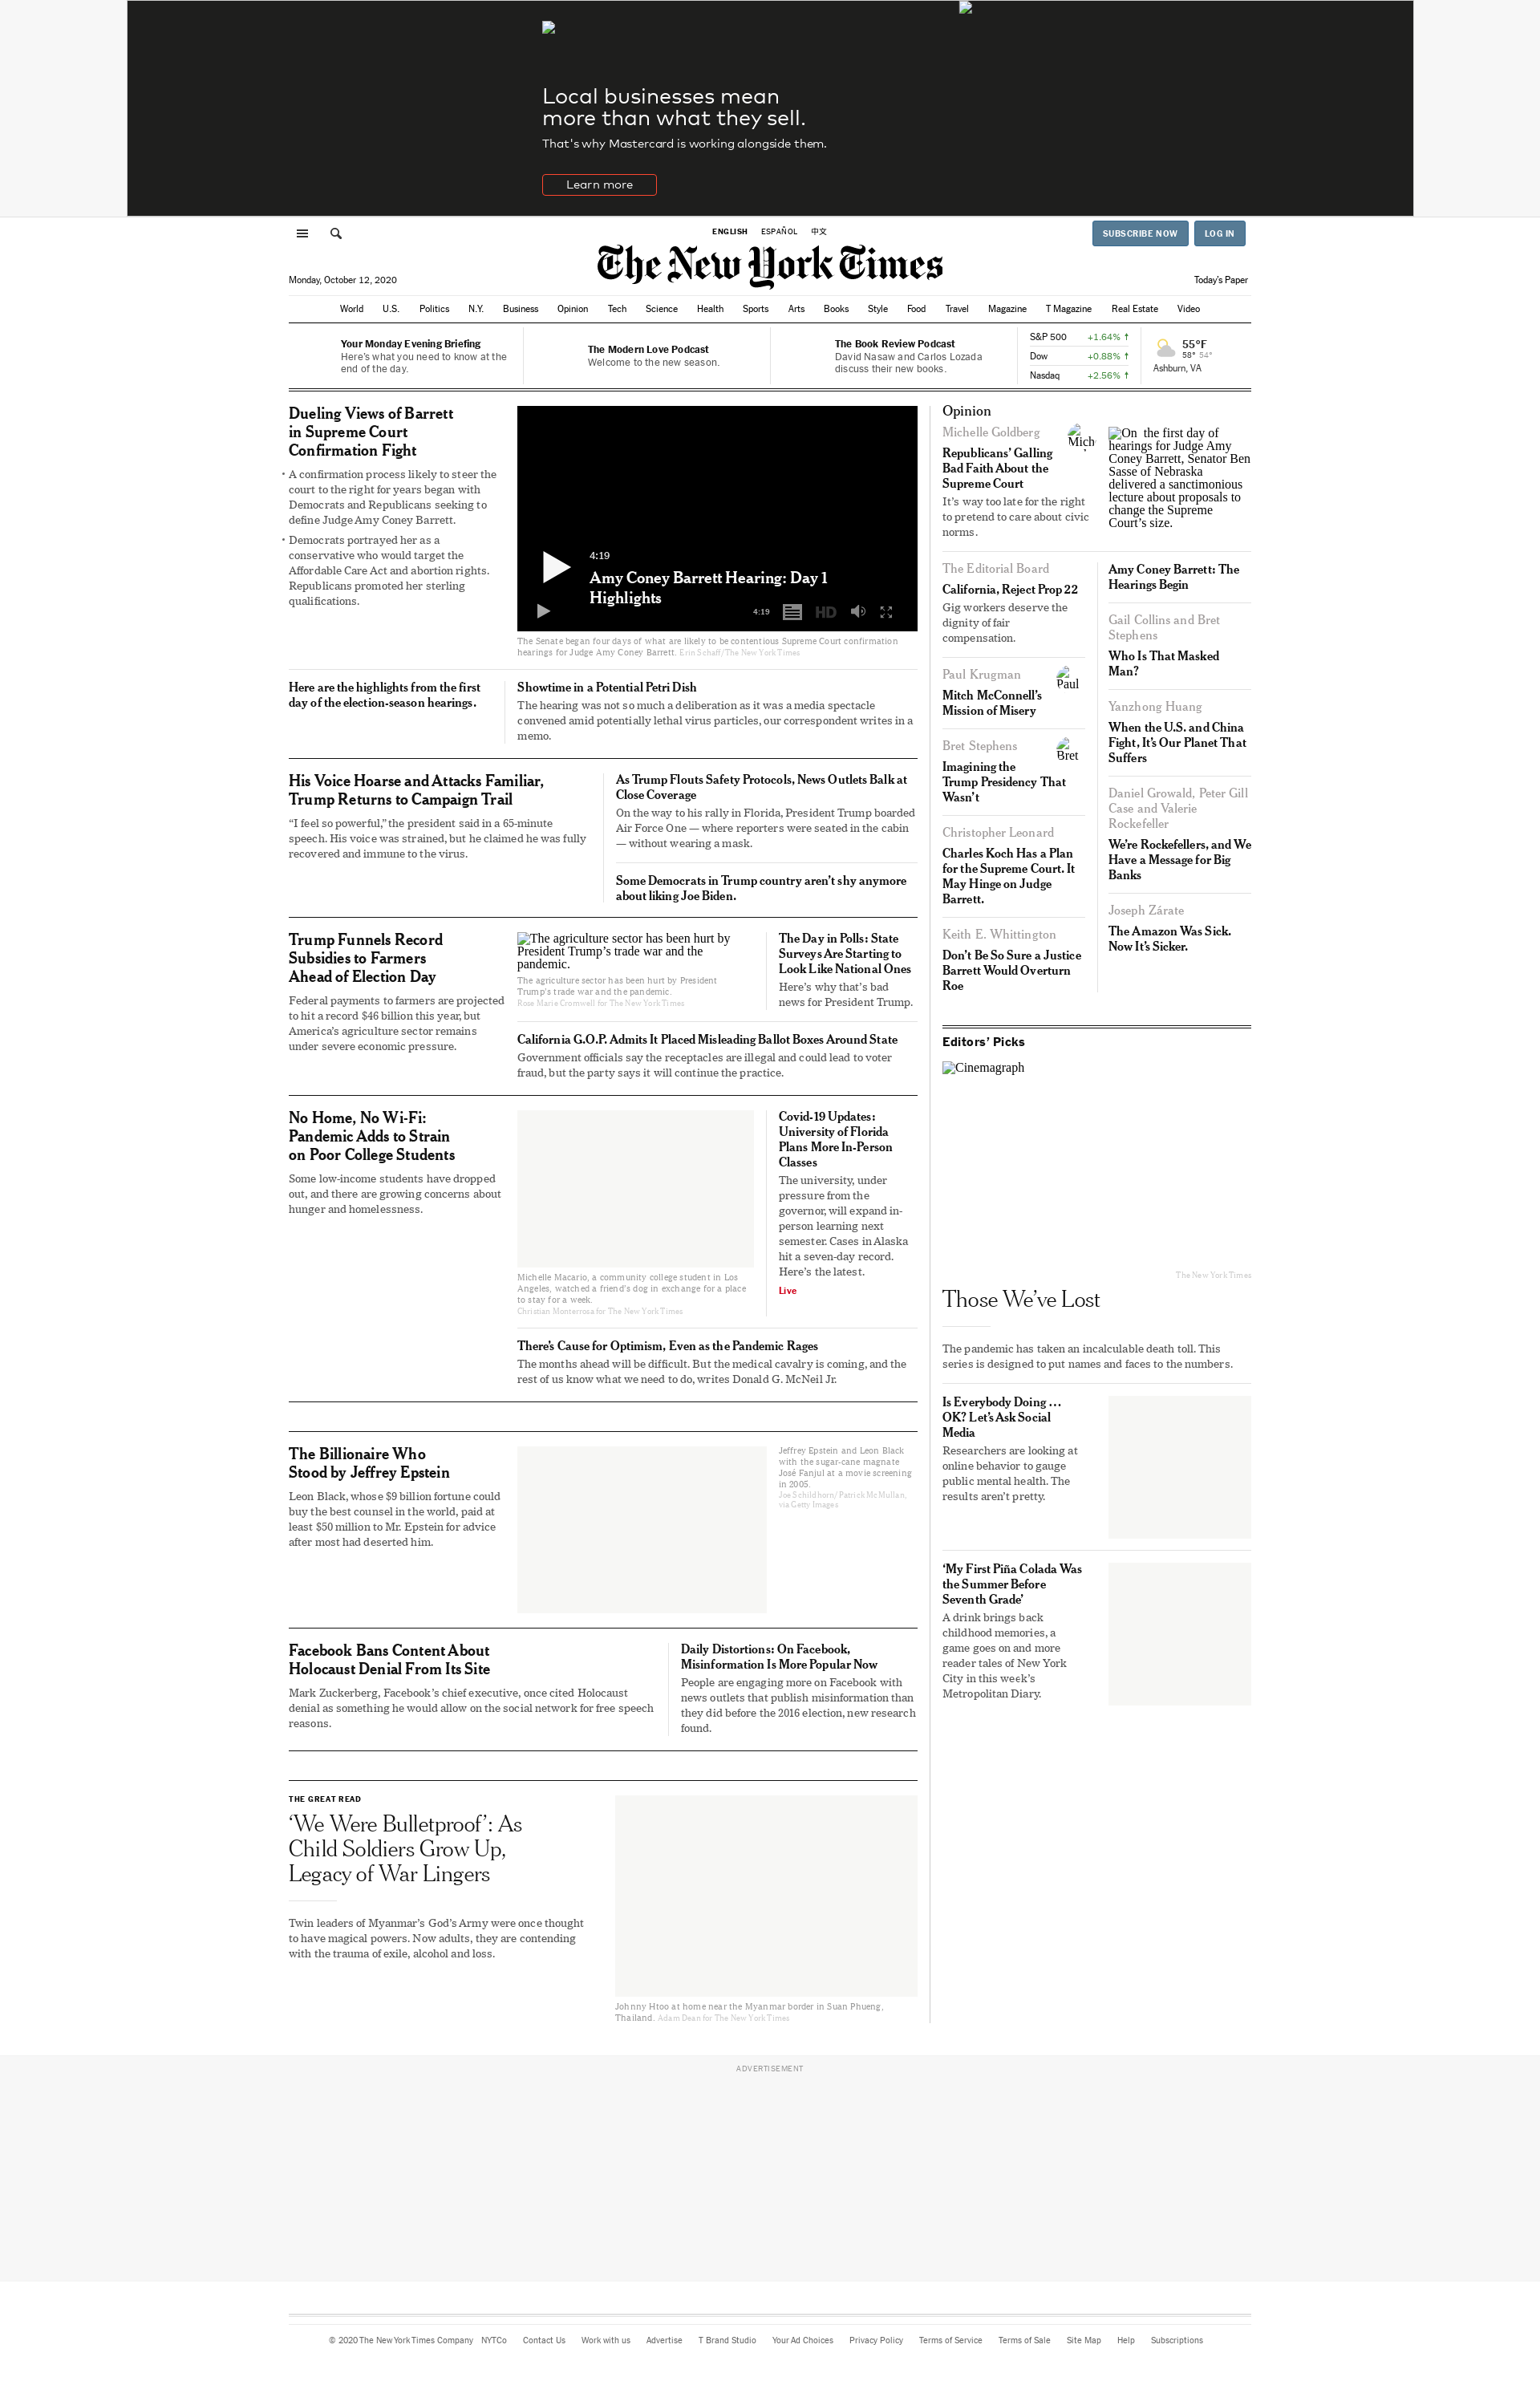 Local businesses mean
more than what they sell.
That's why Mastercard is working alongside them.
Learn more
ENGLISH ESPAÑOL 中文
SUBSCRIBE NOW LOG IN
The New York Times
Monday, October 12, 2020
Today's Paper
World U.S. Politics N.Y. Business Opinion Tech Science Health Sports Arts Books Style Food Travel Magazine T Magazine Real Estate Video
Your Monday Evening Briefing
Here's what you need to know at the
end of the day.
The Modern Love Podcast
Welcome to the new season.
The Book Review Podcast
David Nasaw and Carlos Lozada
discuss their new books.
S&P 500 +1.64% ↑
Dow +0.88% ↑
Nasdaq +2.56% ↑
55°F
58° 54°
Ashburn, VA
Dueling Views of Barrett
in Supreme Court
Confirmation Fight
• A confirmation process likely to steer the
court to the right for years began with
Democrats and Republicans seeking to
define Judge Amy Coney Barrett.
• Democrats portrayed her as a
conservative who would target the
Affordable Care Act and abortion rights.
Republicans promoted her sterling
qualifications.
4:19
Amy Coney Barrett Hearing: Day 1
Highlights
4:19 HD
The Senate began four days of what are likely to be contentious Supreme Court confirmation
hearings for Judge Amy Coney Barrett. Erin Schaff/The New York Times
Here are the highlights from the first
day of the election-season hearings.
Showtime in a Potential Petri Dish
The hearing was not so much a deliberation as it was a media spectacle
convened amid potentially lethal virus particles, our correspondent writes in a
memo.
His Voice Hoarse and Attacks Familiar,
Trump Returns to Campaign Trail
“I feel so powerful,” the president said in a 65-minute
speech. His voice was strained, but he claimed he was fully
recovered and immune to the virus.
As Trump Flouts Safety Protocols, News Outlets Balk at
Close Coverage
On the way to his rally in Florida, President Trump boarded
Air Force One — where reporters were seated in the cabin
— without wearing a mask.
Some Democrats in Trump country aren’t shy anymore
about liking Joe Biden.
Trump Funnels Record
Subsidies to Farmers
Ahead of Election Day
Federal payments to farmers are projected
to hit a record $46 billion this year, but
America’s agriculture sector remains
under severe economic pressure.
The agriculture sector has been hurt by
President Trump’s trade war and the
pandemic.
The agriculture sector has been hurt by President
Trump’s trade war and the pandemic.
Rose Marie Cromwell for The New York Times
The Day in Polls: State
Surveys Are Starting to
Look Like National Ones
Here’s why that’s bad
news for President Trump.
California G.O.P. Admits It Placed Misleading Ballot Boxes Around State
Government officials say the receptacles are illegal and could lead to voter
fraud, but the party says it will continue the practice.
No Home, No Wi-Fi:
Pandemic Adds to Strain
on Poor College Students
Some low-income students have dropped
out, and there are growing concerns about
hunger and homelessness.
Michelle Macario, a community college student in Los
Angeles, watched a friend’s dog in exchange for a place
to stay for a week.
Christian Monterrosa for The New York Times
Covid-19 Updates:
University of Florida
Plans More In-Person
Classes
The university, under
pressure from the
governor, will expand in-
person learning next
semester. Cases in Alaska
hit a seven-day record.
Here’s the latest.
Live
There’s Cause for Optimism, Even as the Pandemic Rages
The months ahead will be difficult. But the medical cavalry is coming, and the
rest of us know what we need to do, writes Donald G. McNeil Jr.
The Billionaire Who
Stood by Jeffrey Epstein
Leon Black, whose $9 billion fortune could
buy the best counsel in the world, paid at
least $50 million to Mr. Epstein for advice
after most had deserted him.
Jeffrey Epstein and Leon Black
with the sugar-cane magnate
José Fanjul at a movie screening
in 2005.
Joe Schildhorn/Patrick McMullan,
via Getty Images
Facebook Bans Content About
Holocaust Denial From Its Site
Mark Zuckerberg, Facebook’s chief executive, once cited Holocaust
denial as something he would allow on the social network for free speech
reasons.
Daily Distortions: On Facebook,
Misinformation Is More Popular Now
People are engaging more on Facebook with
news outlets that publish misinformation than
they did before the 2016 election, new research
found.
THE GREAT READ
‘We Were Bulletproof’: As
Child Soldiers Grow Up,
Legacy of War Lingers
Twin leaders of Myanmar’s God’s Army were once thought
to have magical powers. Now adults, they are contending
with the trauma of exile, alcohol and loss.
Johnny Htoo at home near the Myanmar border in Suan Phueng,
Thailand. Adam Dean for The New York Times
Opinion
Michelle Goldberg
Republicans’ Galling
Bad Faith About the
Supreme Court
It’s way too late for the right
to pretend to care about civic
norms.
Mich
On the first day of
hearings for Judge Amy
Coney Barrett, Senator Ben
Sasse of Nebraska
delivered a sanctimonious
lecture about proposals to
change the Supreme
Court’s size.
The Editorial Board
California, Reject Prop 22
Gig workers deserve the
dignity of fair
compensation.
Paul Krugman
Mitch McConnell’s
Mission of Misery
Paul
Bret Stephens
Imagining the
Trump Presidency That
Wasn’t
Bret
Christopher Leonard
Charles Koch Has a Plan
for the Supreme Court. It
May Hinge on Judge
Barrett.
Keith E. Whittington
Don’t Be So Sure a Justice
Barrett Would Overturn
Roe
Amy Coney Barrett: The
Hearings Begin
Gail Collins and Bret
Stephens
Who Is That Masked
Man?
Yanzhong Huang
When the U.S. and China
Fight, It’s Our Planet That
Suffers
Daniel Growald, Peter Gill
Case and Valerie
Rockefeller
We’re Rockefellers, and We
Have a Message for Big
Banks
Joseph Zárate
The Amazon Was Sick.
Now It’s Sicker.
Editors’ Picks
Cinemagraph
The New York Times
Those We’ve Lost
The pandemic has taken an incalculable death toll. This
series is designed to put names and faces to the numbers.
Is Everybody Doing …
OK? Let’s Ask Social
Media
Researchers are looking at
online behavior to gauge
public mental health. The
results aren’t pretty.
‘My First Piña Colada Was
the Summer Before
Seventh Grade’
A drink brings back
childhood memories, a
game goes on and more
reader tales of New York
City in this week’s
Metropolitan Diary.
ADVERTISEMENT
© 2020 The New York Times Company NYTCo Contact Us Work with us Advertise T Brand Studio Your Ad Choices Privacy Policy Terms of Service Terms of Sale Site Map Help Subscriptions